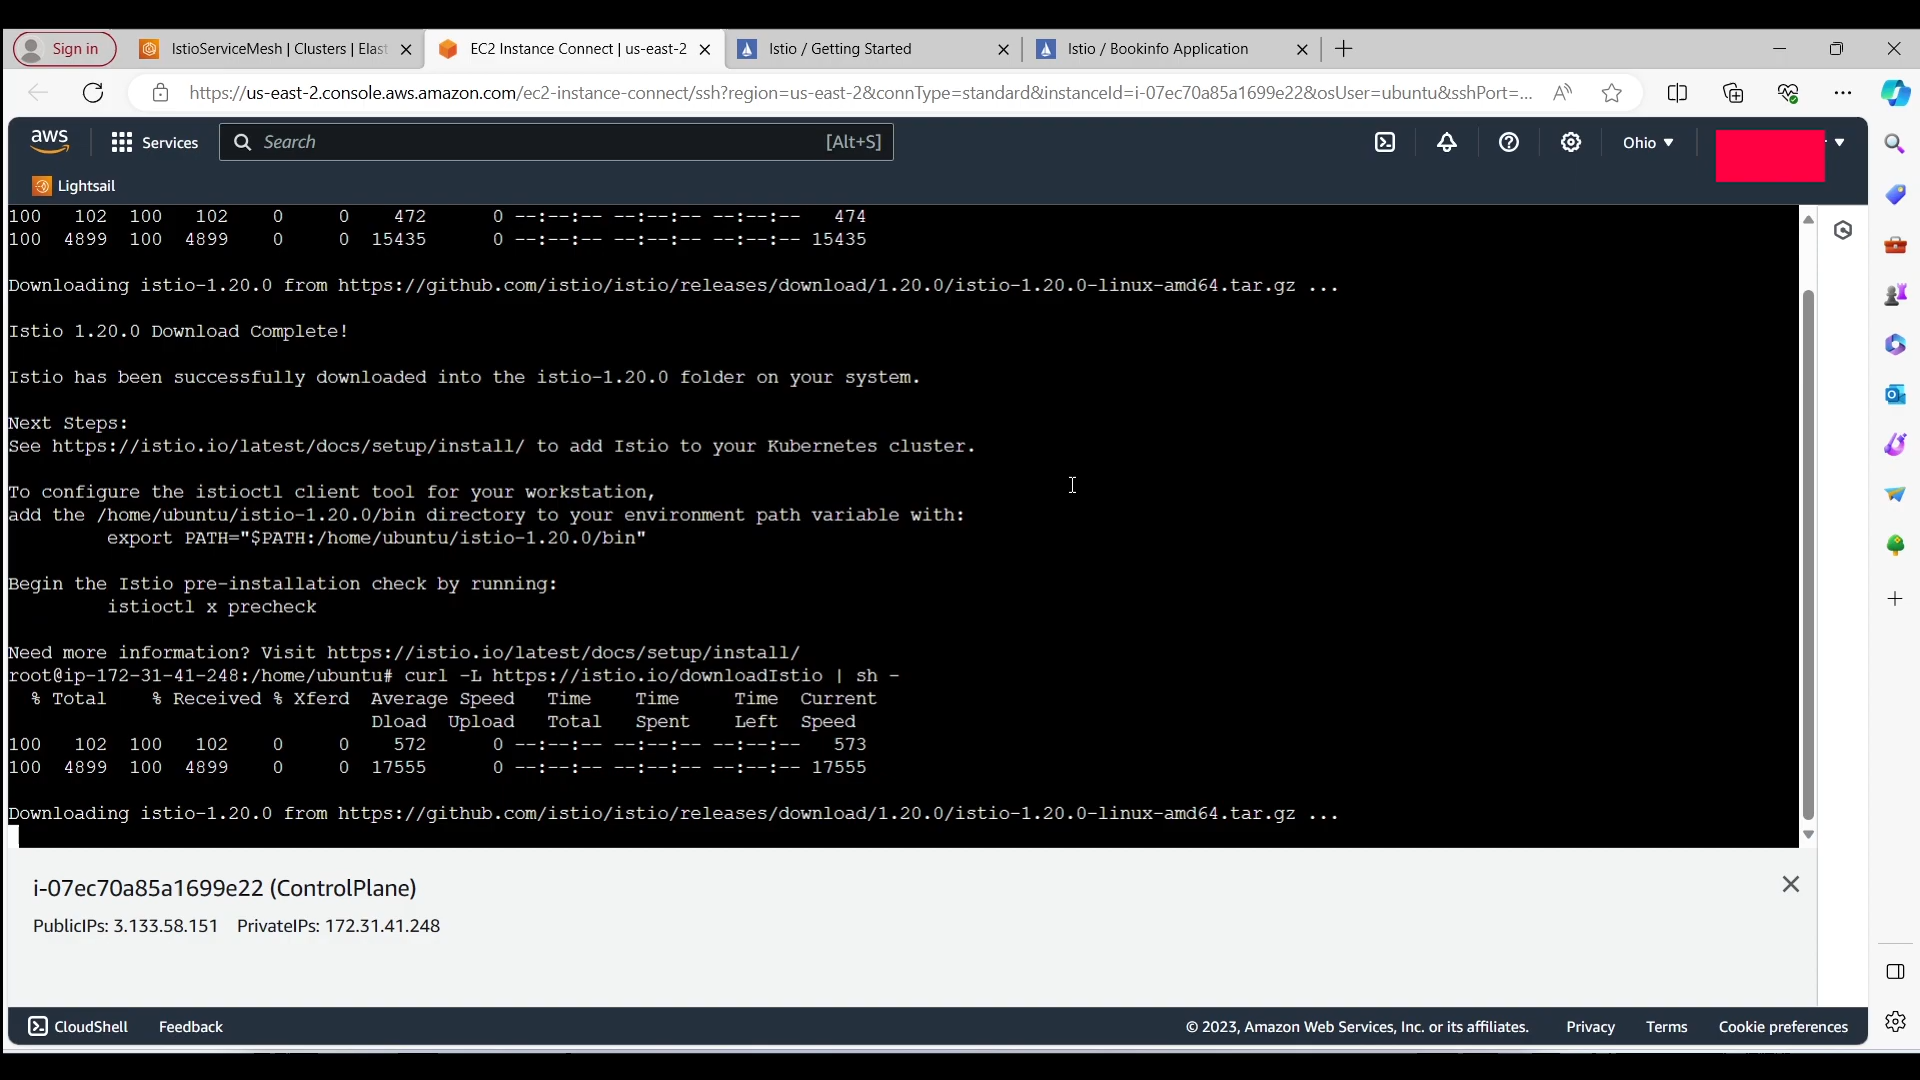 Sign in
IstioServiceMesh | Clusters | Elast
EC2 Instance Connect | us-east-2
Istio / Getting Started
Istio / Bookinfo Application
https://us-east-2.console.aws.amazon.com/ec2-instance-connect/ssh?region=us-east-2&connType=standard&instanceId=i-07ec70a85a1699e22&osUser=ubuntu&sshPort=...
aws
Services
Search
[Alt+S]
Ohio
Lightsail
100 102 100 102 0 0 472 0 --:--:-- --:--:-- --:--:-- 474
100 4899 100 4899 0 0 15435 0 --:--:-- --:--:-- --:--:-- 15435
Downloading istio-1.20.0 from https://github.com/istio/istio/releases/download/1.20.0/istio-1.20.0-linux-amd64.tar.gz ...
Istio 1.20.0 Download Complete!
Istio has been successfully downloaded into the istio-1.20.0 folder on your system.
Next Steps:
See https://istio.io/latest/docs/setup/install/ to add Istio to your Kubernetes cluster.
To configure the istioctl client tool for your workstation,
add the /home/ubuntu/istio-1.20.0/bin directory to your environment path variable with:
export PATH="$PATH:/home/ubuntu/istio-1.20.0/bin"
Begin the Istio pre-installation check by running:
istioctl x precheck
Need more information? Visit https://istio.io/latest/docs/setup/install/
root@ip-172-31-41-248:/home/ubuntu# curl -L https://istio.io/downloadIstio | sh -
% Total % Received % Xferd Average Speed Time Time Time Current
Dload Upload Total Spent Left Speed
100 102 100 102 0 0 572 0 --:--:-- --:--:-- --:--:-- 573
100 4899 100 4899 0 0 17555 0 --:--:-- --:--:-- --:--:-- 17555
Downloading istio-1.20.0 from https://github.com/istio/istio/releases/download/1.20.0/istio-1.20.0-linux-amd64.tar.gz ...
i-07ec70a85a1699e22 (ControlPlane)
PublicIPs: 3.133.58.151 PrivateIPs: 172.31.41.248
CloudShell
Feedback
© 2023, Amazon Web Services, Inc. or its affiliates.
Privacy
Terms
Cookie preferences